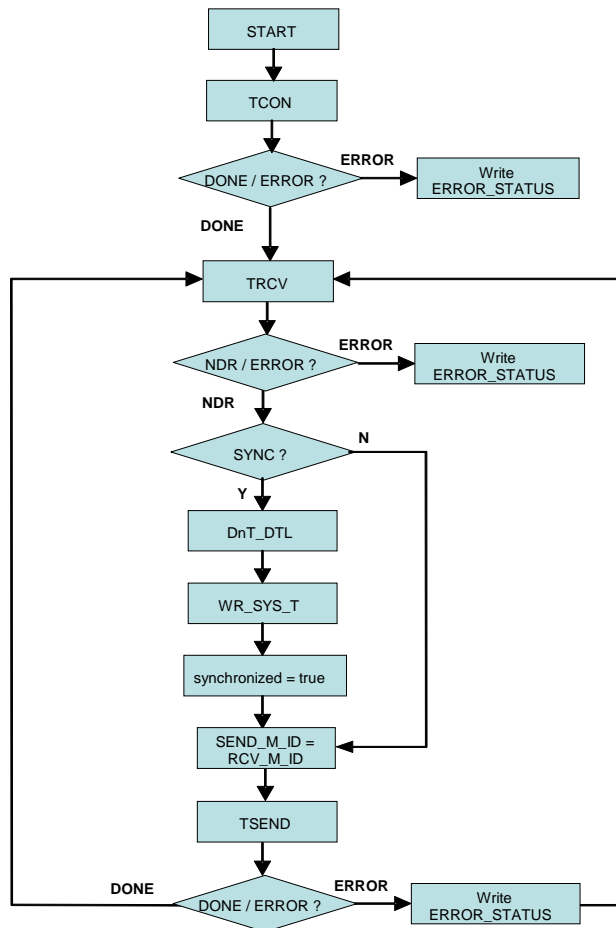 START
TCON
DONE / ERROR ?
ERROR
Write
ERROR_STATUS
DONE
TRCV
NDR / ERROR ?
ERROR
Write
ERROR_STATUS
NDR
SYNC ?
N
Y
DnT_DTL
WR_SYS_T
synchronized = true
SEND_M_ID =
RCV_M_ID
TSEND
DONE
DONE / ERROR ?
ERROR
Write
ERROR_STATUS